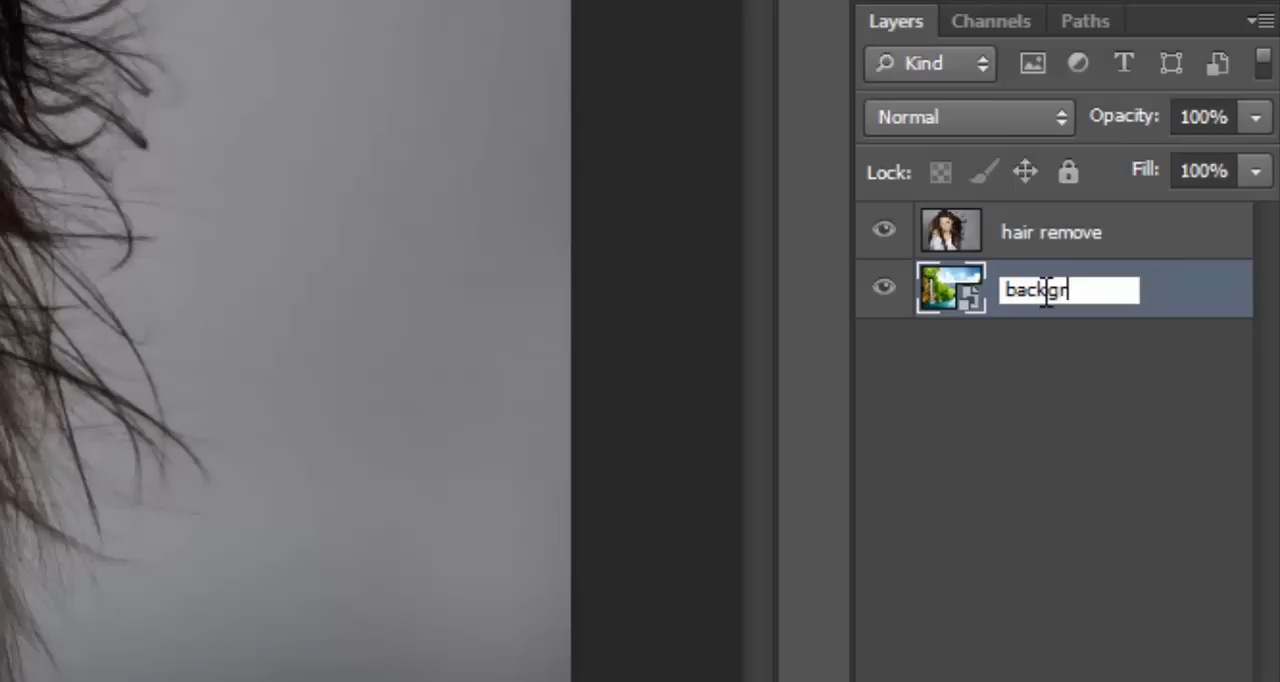 Layers Channels Paths
Kind
Normal Opacity: 100%
Lock: Fill: 100%
hair remove
backgr